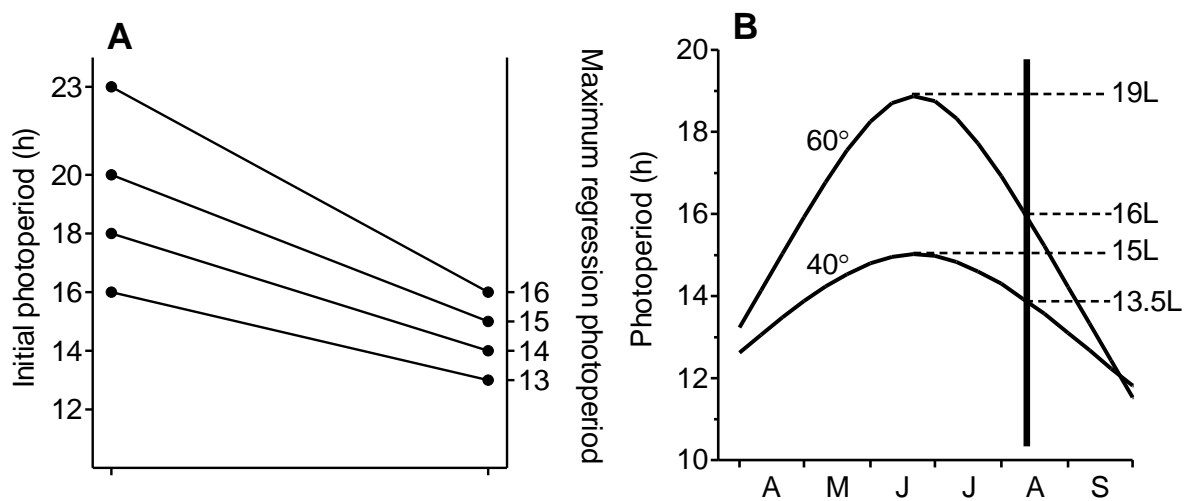 A
Initial photoperiod (h)
23
20
18
16
14
12
16
15
14
13
Maximum regression photoperiod
B
Photoperiod (h)
20
18
16
14
12
10
60°
40°
19L
16L
15L
13.5L
A M J J A S